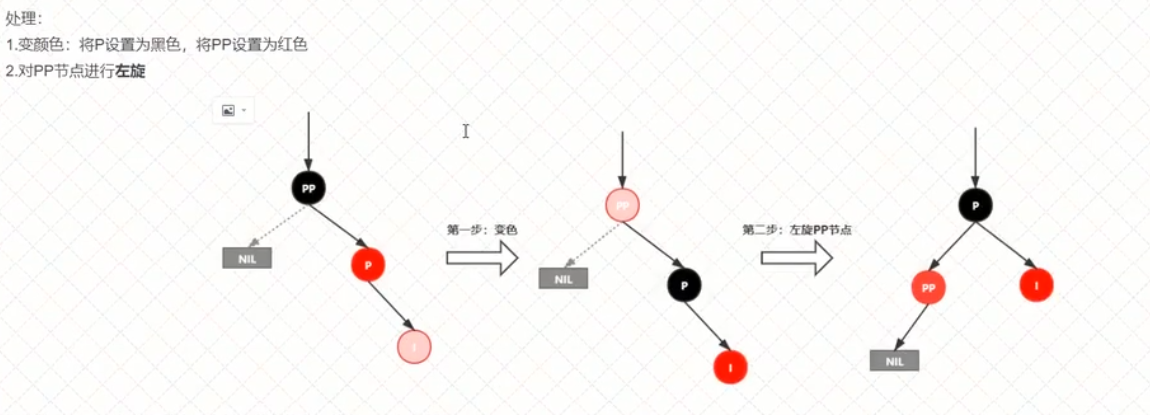 处理：
1.变颜色：将P设置为黑色，将PP设置为红色
2.对PP节点进行左旋
PP
NIL
P
I
第一步：变色
PP
NIL
P
I
第二步：左旋PP节点
P
PP
I
NIL